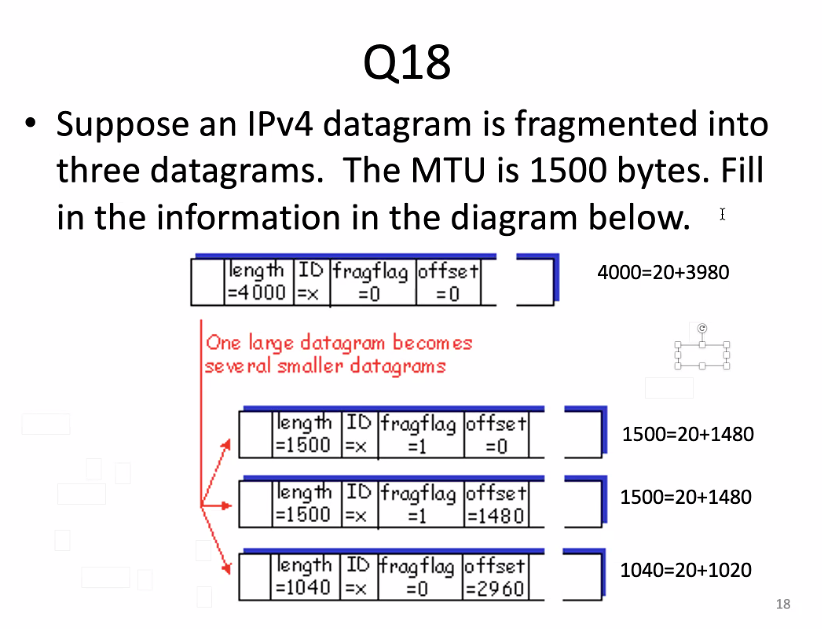 Q18
• Suppose an IPv4 datagram is fragmented into
three datagrams.  The MTU is 1500 bytes. Fill
in the information in the diagram below.
length ID fragflag offset
=4000 =x =0 =0
4000=20+3980
One large datagram becomes
several smaller datagrams
length ID fragflag offset
=1500 =x =1 =0
1500=20+1480
length ID fragflag offset
=1500 =x =1 =1480
1500=20+1480
length ID fragflag offset
=1040 =x =0 =2960
1040=20+1020
18